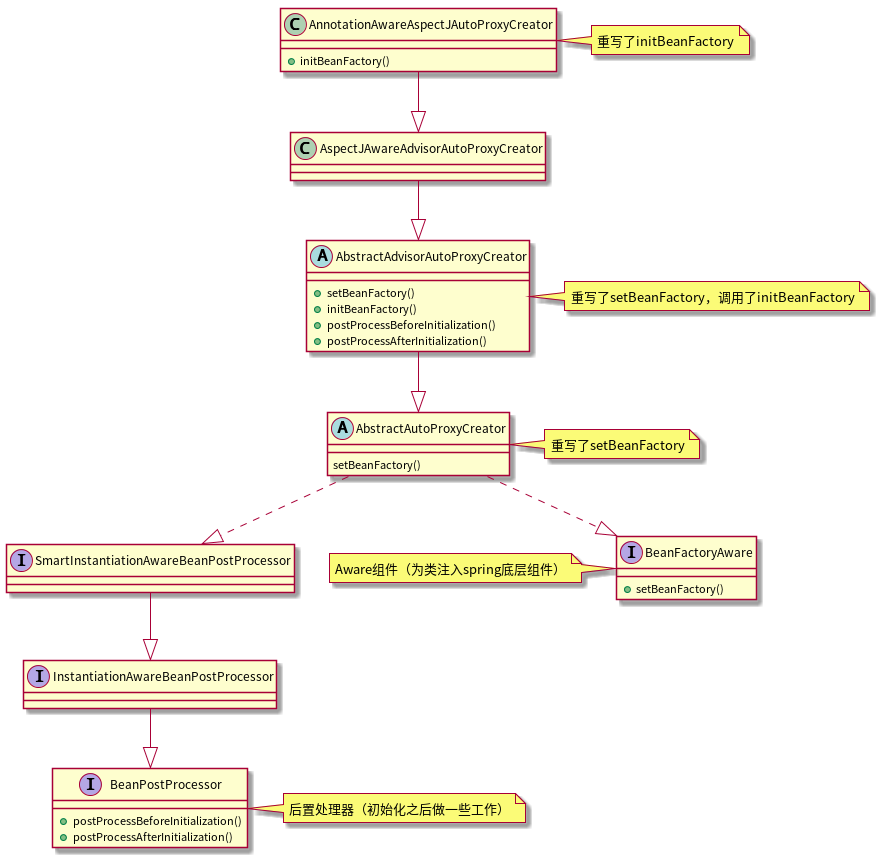 C AnnotationAwareAspectJAutoProxyCreator
initBeanFactory()
重写了initBeanFactory
C AspectJAwareAdvisorAutoProxyCreator
A AbstractAdvisorAutoProxyCreator
setBeanFactory()
initBeanFactory()
postProcessBeforeInitialization()
postProcessAfterInitialization()
重写了setBeanFactory，调用了initBeanFactory
A AbstractAutoProxyCreator
setBeanFactory()
重写了setBeanFactory
I SmartInstantiationAwareBeanPostProcessor
Aware组件（为类注入spring底层组件）
I BeanFactoryAware
setBeanFactory()
I InstantiationAwareBeanPostProcessor
I BeanPostProcessor
postProcessBeforeInitialization()
postProcessAfterInitialization()
后置处理器（初始化之后做一些工作）